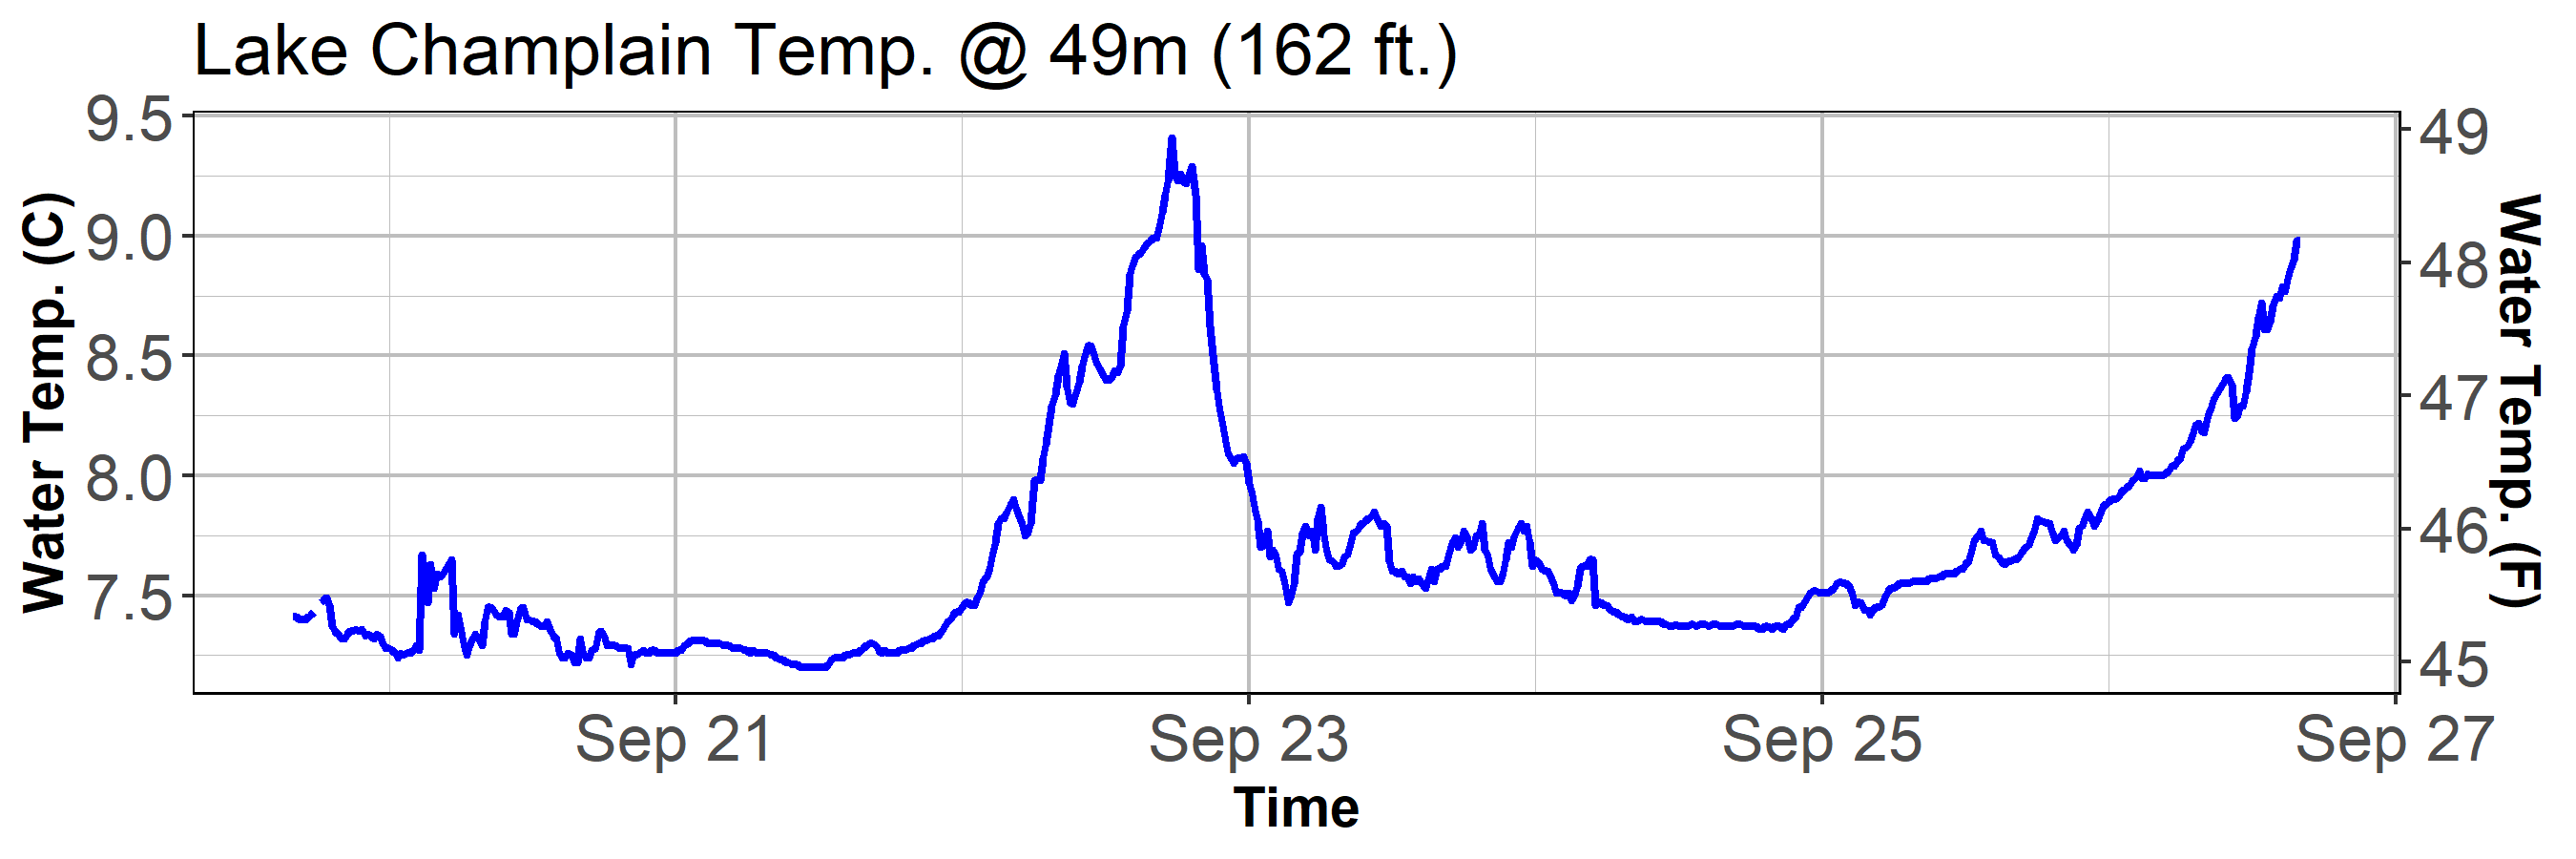 Lake Champlain Temp. @ 49m (162 ft.)
Water Temp. (C)
9.5
9.0
8.5
8.0
7.5
49
48
47
46
45
Water Temp. (F)
Sep 21 Sep 23 Sep 25 Sep 27
Time